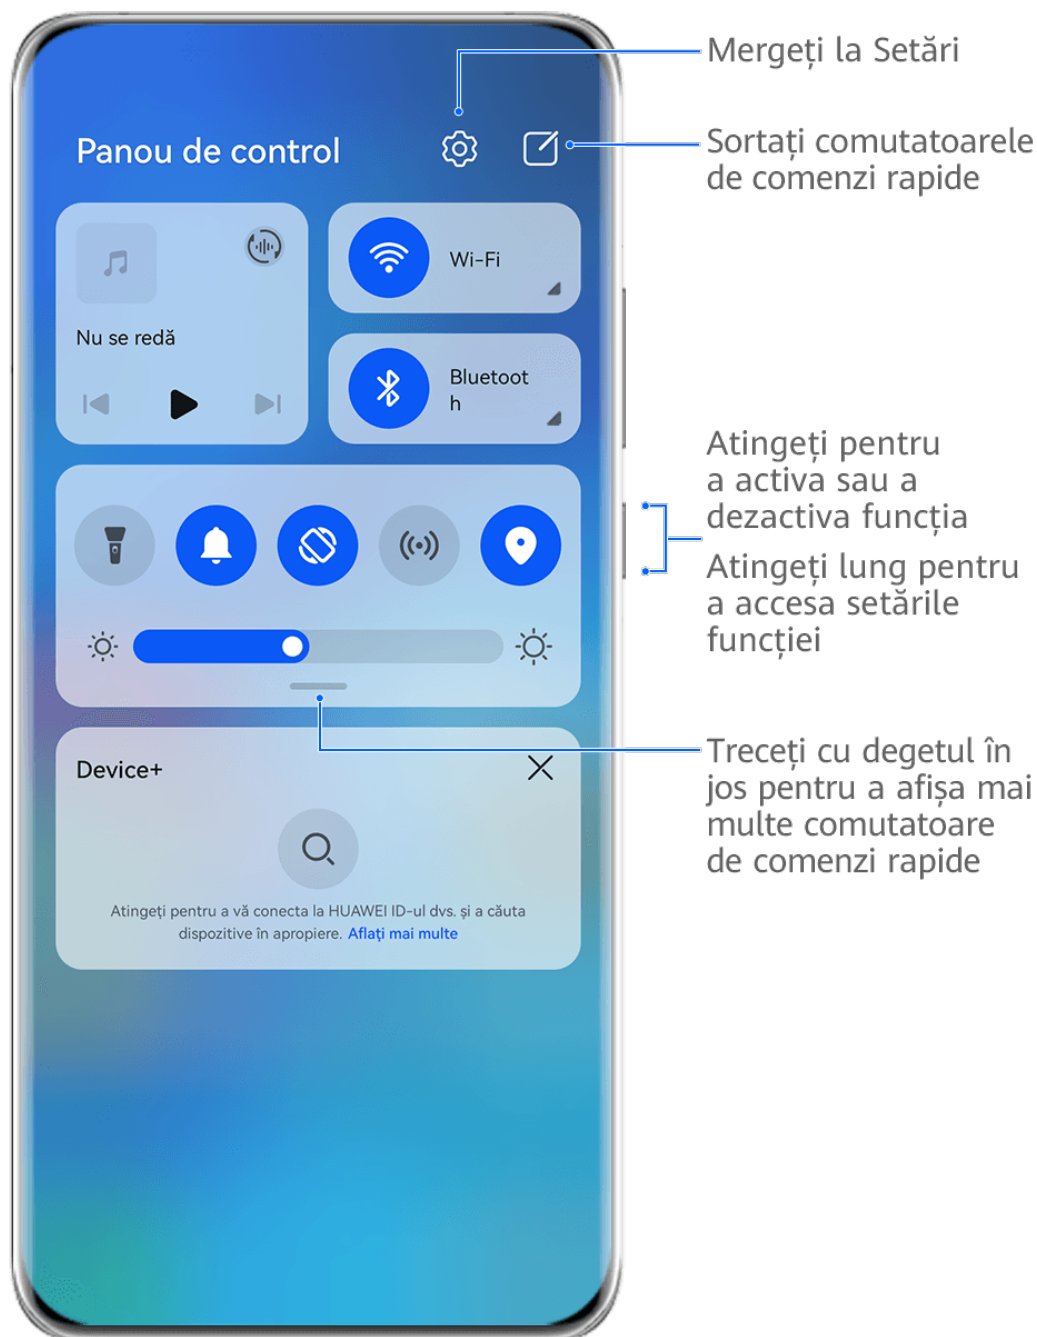 Mergeți la Setări
Panou de control
Sortați comutatoarele
de comenzi rapide
Nu se redă
Wi-Fi
Bluetoot
h
Atingeți pentru
a activa sau a
dezactiva funcția
Atingeți lung pentru
a accesa setările
funcției
Treceți cu degetul în
jos pentru a afișa mai
multe comutatoare
de comenzi rapide
Device+
Atingeți pentru a vă conecta la HUAWEI ID-ul dvs. și a căuta
dispozitive în apropiere. Aflați mai multe